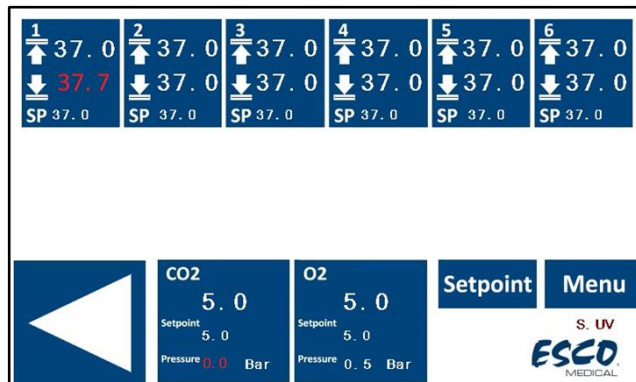 1 2 3 4 5 6
37.0 37.0 37.0 37.0 37.0 37.0
37.7 37.0 37.0 37.0 37.0 37.0
SP 37.0 SP 37.0 SP 37.0 SP 37.0 SP 37.0 SP 37.0
CO2
5.0
Setpoint
5.0
Pressure 0.0 Bar
O2
5.0
Setpoint
5.0
Pressure 0.5 Bar
Setpoint
Menu
S. UV
ESCO
MEDICAL